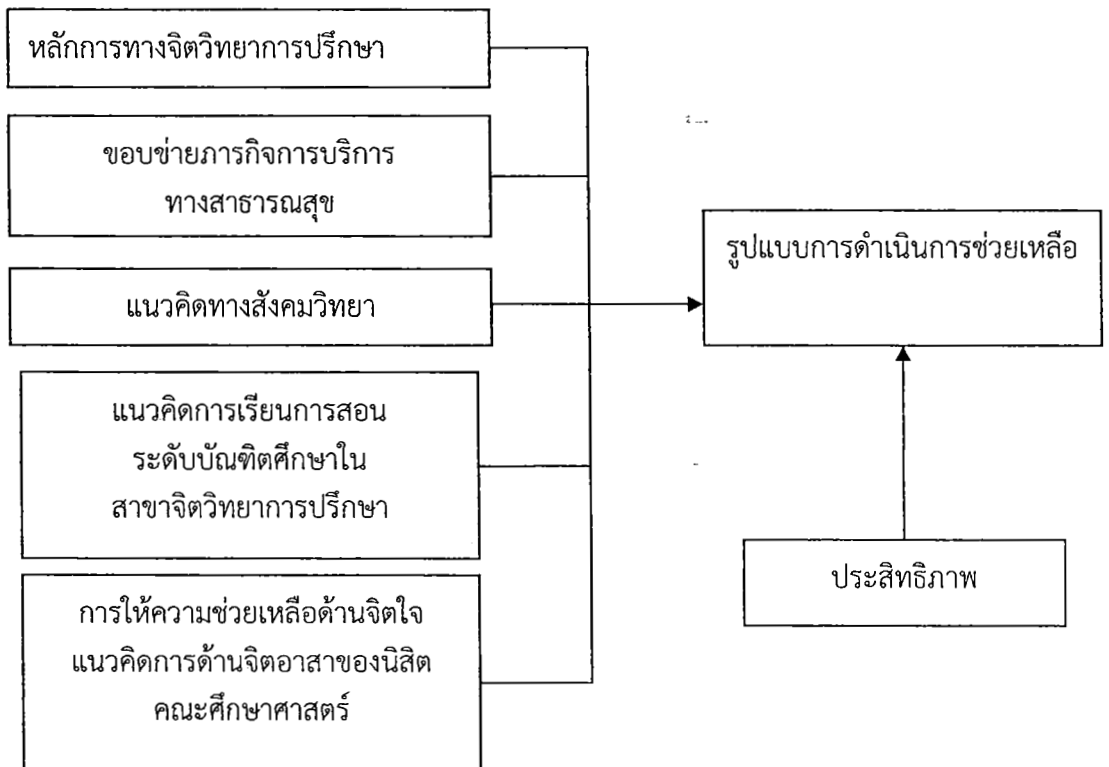 หลักการทางจิตวิทยาการปรึกษา
ขอบข่ายภารกิจการบริการ
ทางสาธารณสุข
แนวคิดทางสังคมวิทยา
แนวคิดการเรียนการสอน
ระดับบัณฑิตศึกษาใน
สาขาจิตวิทยาการปรึกษา
การให้ความช่วยเหลือด้านจิตใจ
แนวคิดการด้านจิตอาสาของนิสิต
คณะศึกษาศาสตร์
รูปแบบการดำเนินการช่วยเหลือ
ประสิทธิภาพ